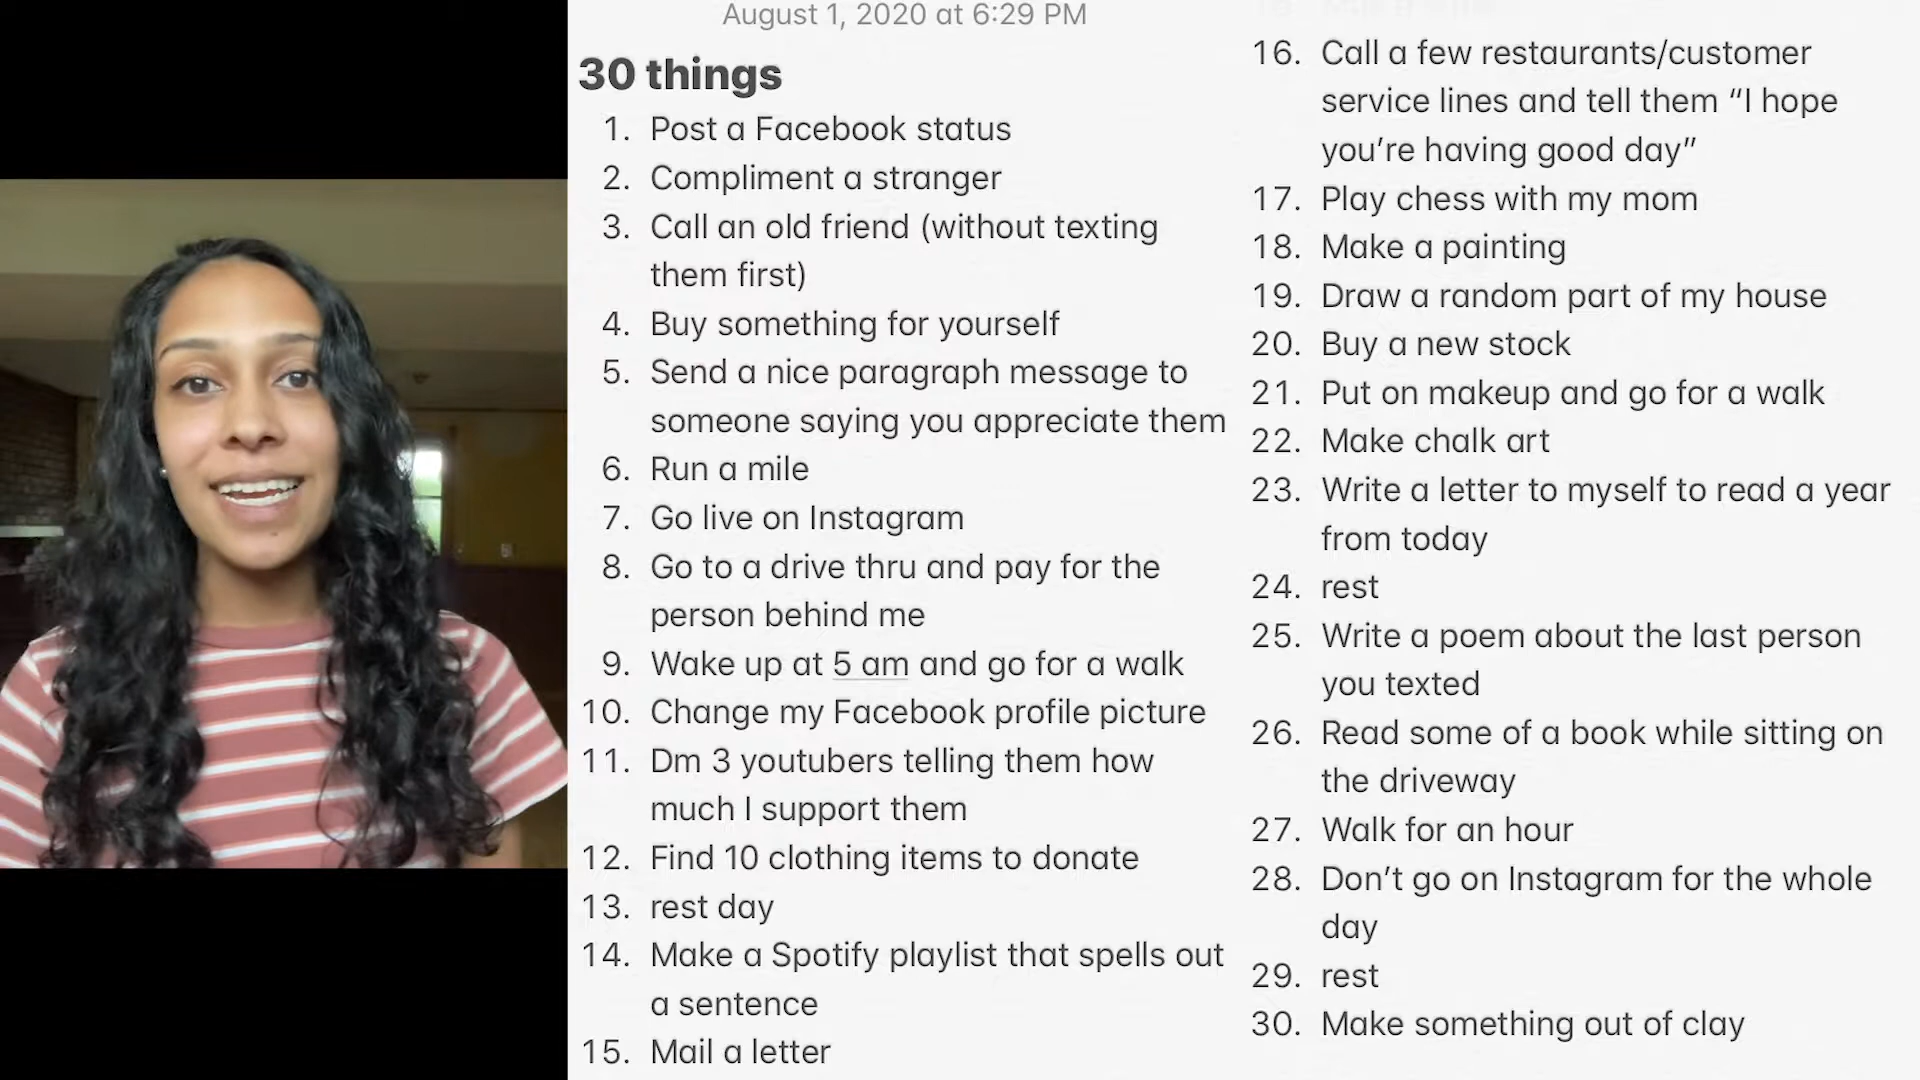 August 1, 2020 at 6:29 PM
30 things
1. Post a Facebook status
2. Compliment a stranger
3. Call an old friend (without texting
them first)
4. Buy something for yourself
5. Send a nice paragraph message to
someone saying you appreciate them
6. Run a mile
7. Go live on Instagram
8. Go to a drive thru and pay for the
person behind me
9. Wake up at 5 am and go for a walk
10. Change my Facebook profile picture
11. Dm 3 youtubers telling them how
much I support them
12. Find 10 clothing items to donate
13. rest day
14. Make a Spotify playlist that spells out
a sentence
15. Mail a letter
16. Call a few restaurants/customer
service lines and tell them “I hope
you’re having good day”
17. Play chess with my mom
18. Make a painting
19. Draw a random part of my house
20. Buy a new stock
21. Put on makeup and go for a walk
22. Make chalk art
23. Write a letter to myself to read a year
from today
24. rest
25. Write a poem about the last person
you texted
26. Read some of a book while sitting on
the driveway
27. Walk for an hour
28. Don’t go on Instagram for the whole
day
29. rest
30. Make something out of clay